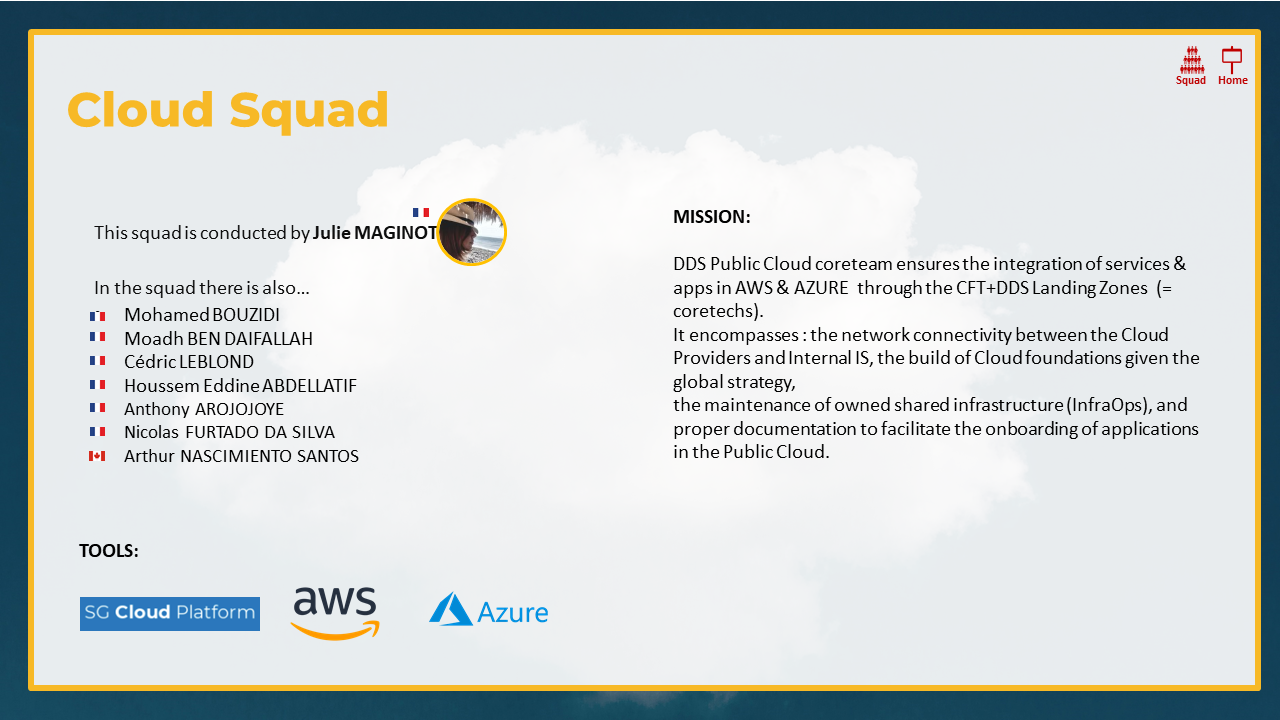 Squad
Home
Cloud Squad
This squad is conducted by Julie MAGINOT
In the squad there is also...
Mohamed BOUZIDI
Moadh BEN DAIFALLAH
Cédric LEBLOND
Houssem Eddine ABDELLATIF
Anthony AROJOJOYE
Nicolas FURTADO DA SILVA
Arthur NASCIMIENTO SANTOS
TOOLS:
SG Cloud Platform
aws
Azure
MISSION:
DDS Public Cloud coreteam ensures the integration of services &
apps in AWS & AZURE through the CFT+DDS Landing Zones (=
coretechs).
It encompasses : the network connectivity between the Cloud
Providers and Internal IS, the build of Cloud foundations given the
global strategy,
the maintenance of owned shared infrastructure (InfraOps), and
proper documentation to facilitate the onboarding of applications
in the Public Cloud.